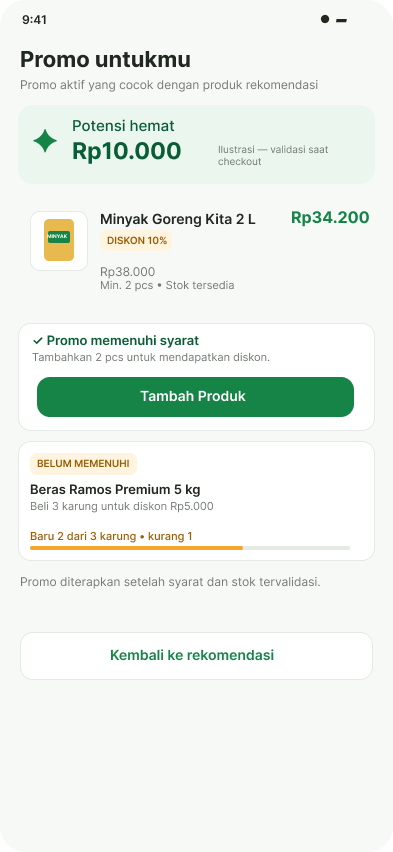 9:41
Promo untukmu
Promo aktif yang cocok dengan produk rekomendasi
Potensi hemat
Rp10.000
Ilustrasi — validasi saat
checkout
MINYAK
Minyak Goreng Kita 2 L
Rp34.200
DISKON 10%
Rp38.000
Min. 2 pcs • Stok tersedia
✓ Promo memenuhi syarat
Tambahkan 2 pcs untuk mendapatkan diskon.
Tambah Produk
BELUM MEMENUHI
Beras Ramos Premium 5 kg
Beli 3 karung untuk diskon Rp5.000
Baru 2 dari 3 karung • kurang 1
Promo diterapkan setelah syarat dan stok tervalidasi.
Kembali ke rekomendasi